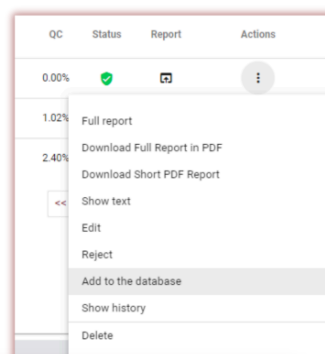 QC Status Report Actions
0.00%
1.02%
2.40%
<<
Full report
Download Full Report in PDF
Download Short PDF Report
Show text
Edit
Reject
Add to the database
Show history
Delete